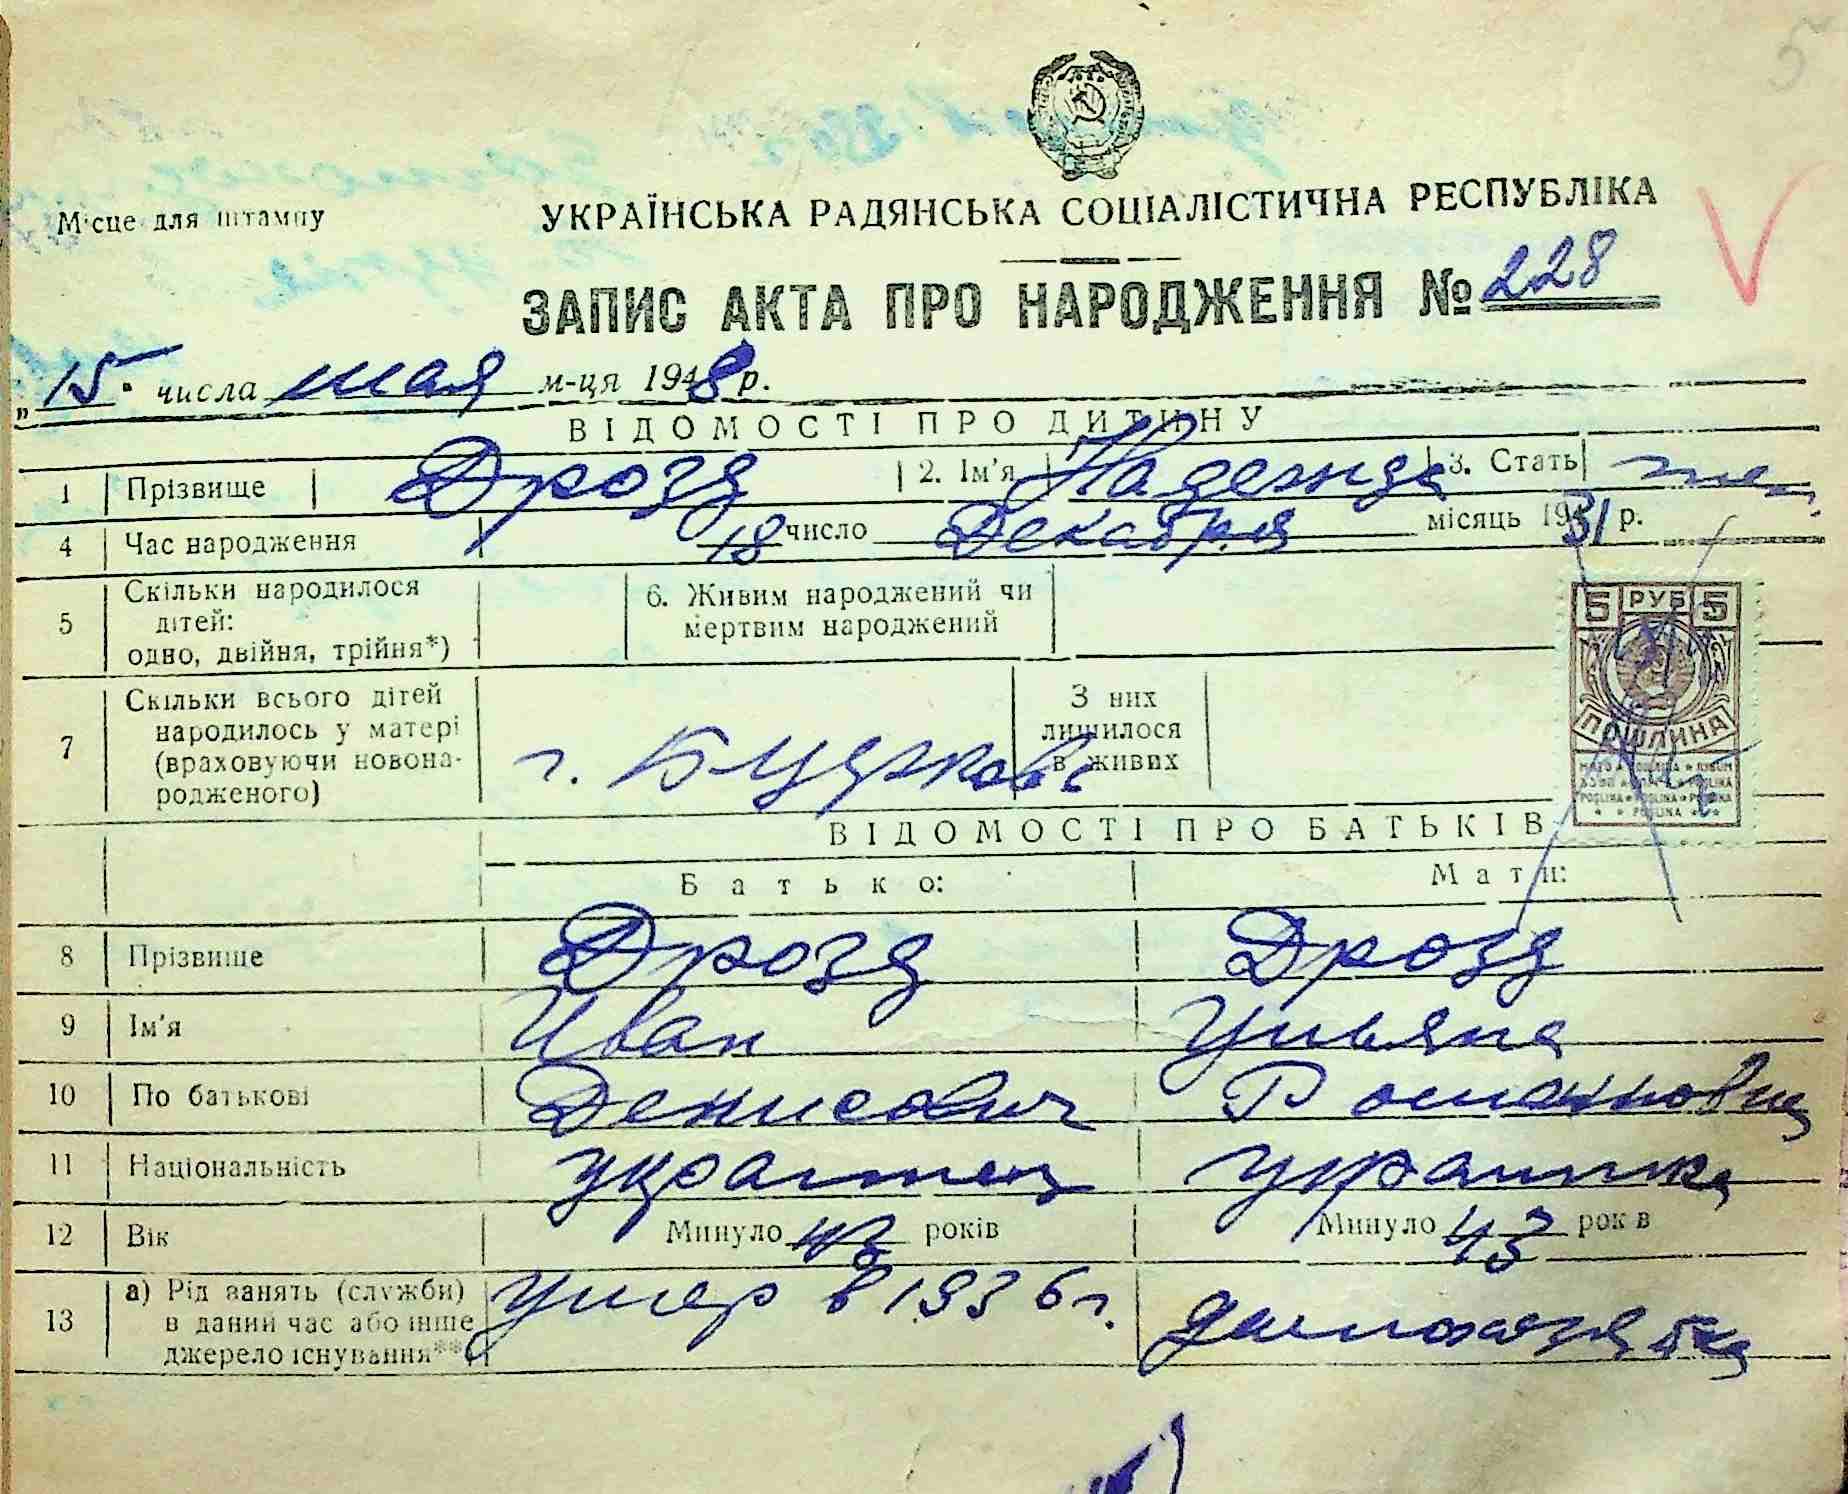 5
Місце для штампу
УКРАЇНСЬКА РАДЯНСЬКА СОЦІАЛІСТИЧНА РЕСПУБЛІКА
ЗАПИС АКТА ПРО НАРОДЖЕННЯ № 228
„15" числа мая м-ця 1948 р.
ВІДОМОСТІ ПРО ДИТИНУ
1 Прізвище Дрозд 2. Ім'я Надежда 3. Стать жен
4 Час народження 18 число Декабря місяць 1931 р.
5 Скільки народилося дітей: одно, двійня, трійня*) 6. Живим народжений чи мертвим народжений
5 РУБ 5
ПОШЛИНА
7 Скільки всього дітей народилось у матері (враховуючи новонародженого) г. З них лишилося в живих
ВІДОМОСТІ ПРО БАТЬКІВ
Батько: Мати:
8 Прізвище Дрозд Дрозд
9 Ім'я Иван Ульяна
10 По батькові Денисович Романовна
11 Національність украинец украинка
12 Вік Минуло років Минуло 43 років
13 а) Рід занять (служби) в даний час або інше джерело існування**) Умер в 1936 г. домохозяйка